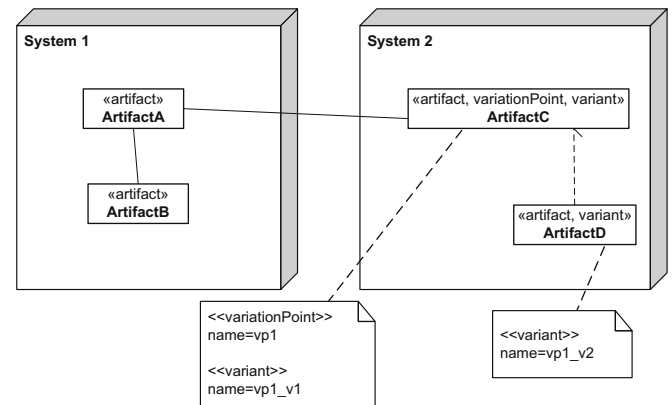 System 1
«artifact»
ArtifactA
«artifact»
ArtifactB
System 2
«artifact, variationPoint, variant»
ArtifactC
«artifact, variant»
ArtifactD
<<variationPoint>>
name=vp1
<<variant>>
name=vp1_v1
<<variant>>
name=vp1_v2